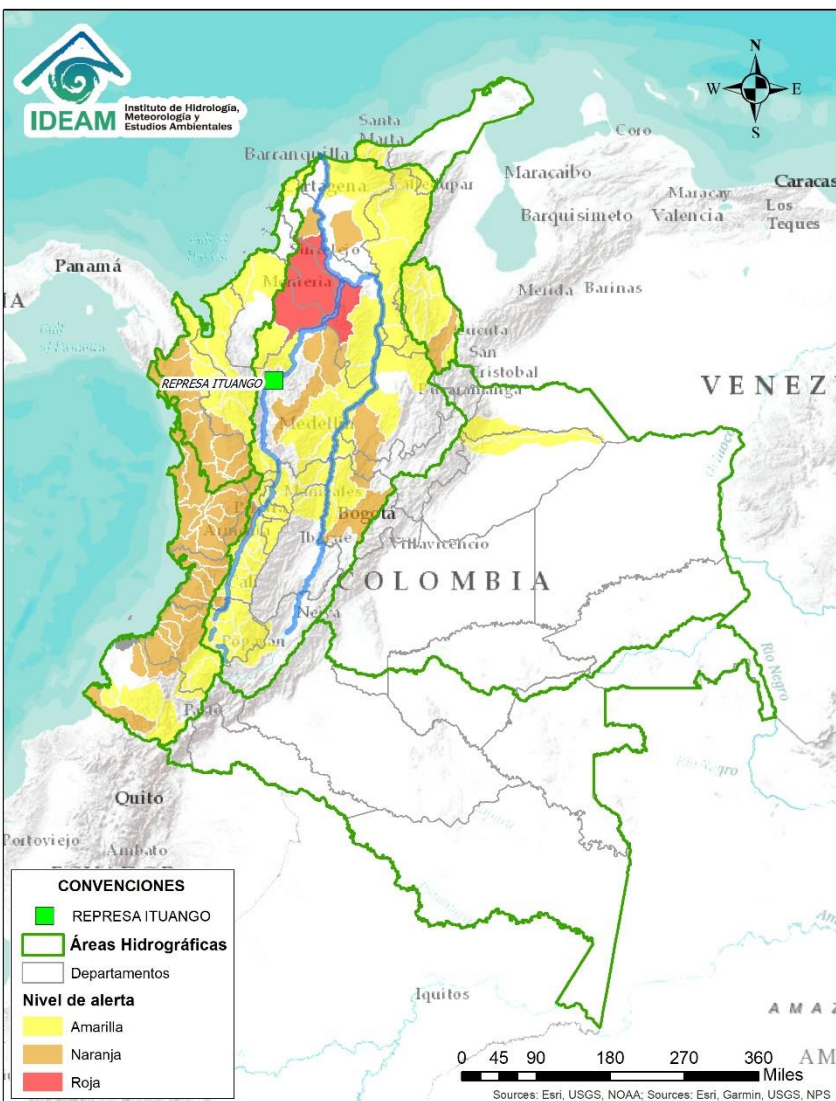 IDEAM
Instituto de Hidrología,
Meteorología y
Estudios Ambientales
N
W
E
S
Santa
Marta
Barranquilla
Cartagena
Coro
Maracaibo
Maracay
Caracas
Barquisimeto
Valencia
Los
Teques
Panamá
Sincelejo
Montería
Mérida
Barinas
Cucuta
San
Cristobal
REPRESA ITUANGO
Bucaramanga
VENEZ
Medellín
Manizales
Bogotá
Armenia
Ibagué
Villavicencio
Cali
COLOMBIA
Neiva
Popayán
Pasto
Río Negro
Quito
Portoviejo
Ambato
Iquitos
AMAZ
AM
CONVENCIONES
REPRESA ITUANGO
Áreas Hidrográficas
Departamentos
Nivel de alerta
Amarilla
Naranja
Roja
0 45 90 180 270 360
Miles
Sources: Esri, USGS, NOAA; Sources: Esri, Garmin, USGS, NPS